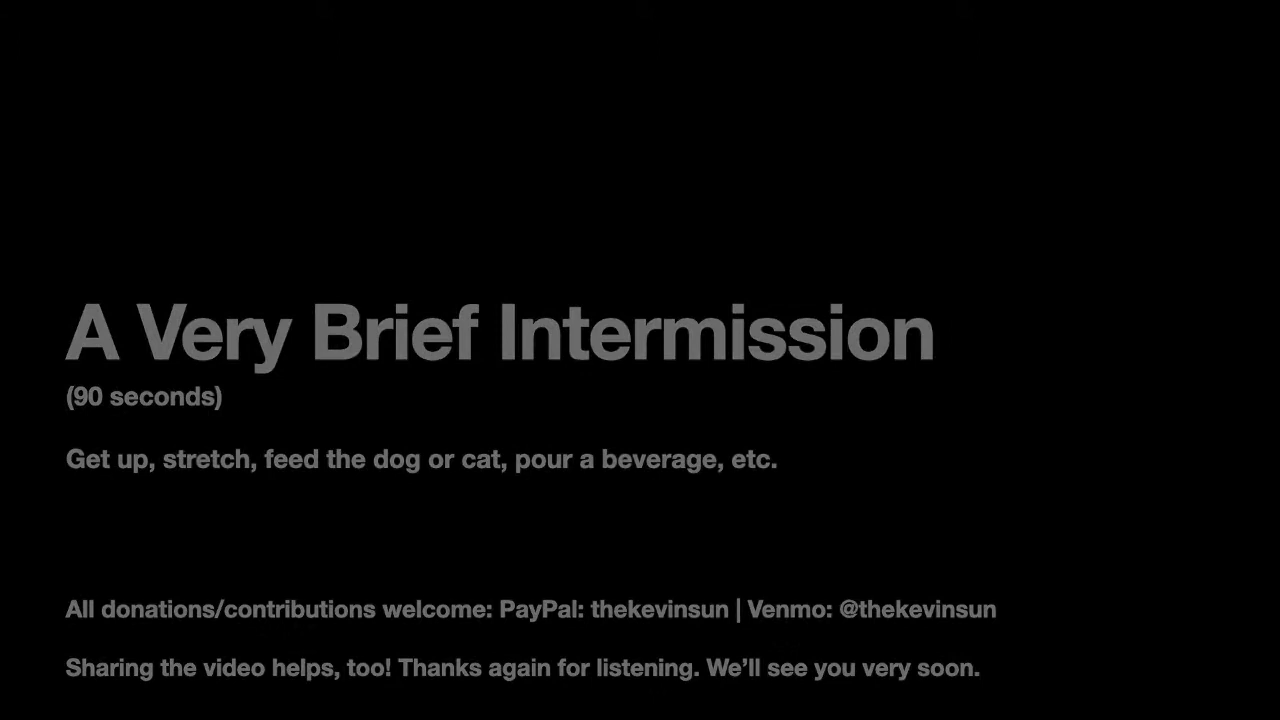 A Very Brief Intermission
(90 seconds)
Get up, stretch, feed the dog or cat, pour a beverage, etc.
All donations/contributions welcome: PayPal: thekevinsun | Venmo: @thekevinsun
Sharing the video helps, too! Thanks again for listening. We’ll see you very soon.